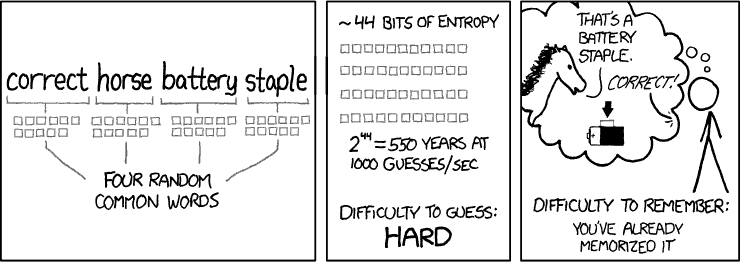 correct horse battery staple
FOUR RANDOM
COMMON WORDS
~44 BITS OF ENTROPY
2^44 = 550 YEARS AT
1000 GUESSES/SEC
DIFFICULTY TO GUESS:
HARD
THAT'S A
BATTERY
STAPLE.
CORRECT!
DIFFICULTY TO REMEMBER:
YOU'VE ALREADY
MEMORIZED IT